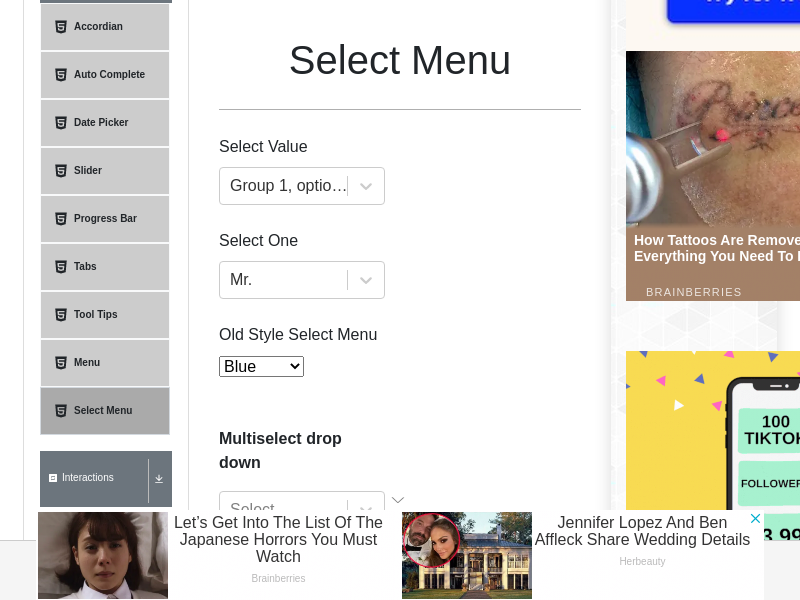 Accordian
Auto Complete
Date Picker
Slider
Progress Bar
Tabs
Tool Tips
Menu
Select Menu
Interactions
Select Menu
Select Value
Group 1, optio...
Select One
Mr.
Old Style Select Menu
Blue
Multiselect drop
down
Select...
How Tattoos Are Remove
Everything You Need To
BRAINBERRIES
100
TIKTOK
FOLLOWER
Let's Get Into The List Of The
Japanese Horrors You Must
Watch
Brainberries
Jennifer Lopez And Ben
Affleck Share Wedding Details
Herbeauty